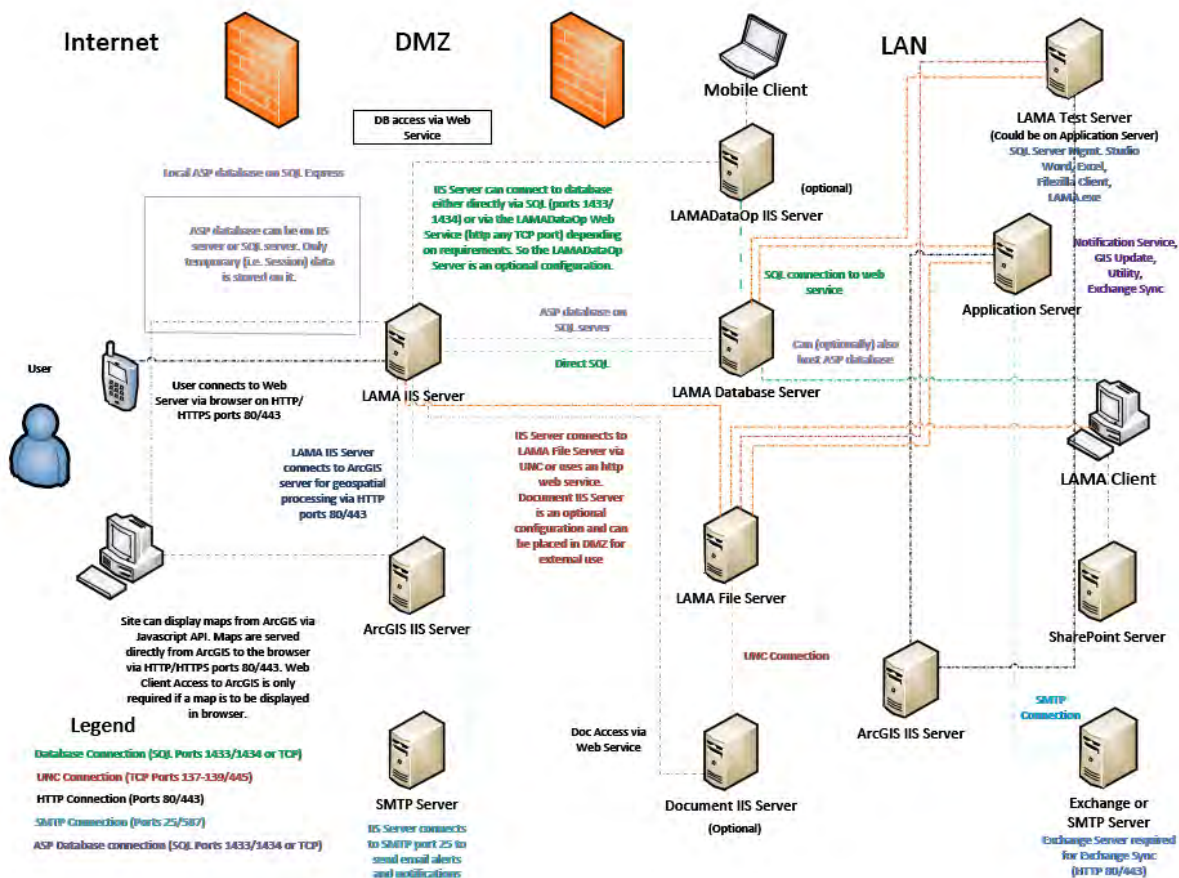 Internet
DMZ
LAN
Mobile Client
DB access via Web
Service
LAMA Test Server
(Could be on Application Server)
SQL Server Mgmt. Studio
Word, Excel,
Filezilla Client,
LAMA.exe
Local ASP database on SQL Express
IIS Server can connect to database
either directly via SQL (ports 1433/
1434) or via the LAMADataOp Web
Service (http any TCP port) depending
on requirements. So the LAMADataOp
Server is an optional configuration.
(optional)
LAMADataOp IIS Server
ASP database can be on IIS
server or SQL server. Only
temporary (i.e. Session) data
is stored on it.
SQL connection to web
service
Notification Service,
GIS Update,
Utility,
Exchange Sync
Application Server
ASP database on
SQL server
Direct SQL
Can (optionally) also
host ASP database
User
User connects to Web
Server via browser on HTTP/
HTTPS ports 80/443
LAMA IIS Server
LAMA Database Server
LAMA IIS Server
connects to ArcGIS
server for geospatial
processing via HTTP
ports 80/443
IIS Server connects to
LAMA File Server via
UNC or uses an http
web service.
Document IIS Server
is an optional
configuration and can
be placed in DMZ for
external use
LAMA Client
LAMA File Server
SharePoint Server
ArcGIS IIS Server
Site can display maps from ArcGIS via
Javascript API. Maps are served
directly from ArcGIS to the browser
via HTTP/HTTPS ports 80/443. Web
Client Access to ArcGIS is only
required if a map is to be displayed
in browser.
UNC Connection
SMTP
Connection
ArcGIS IIS Server
Doc Access via
Web Service
Legend
Database Connection (SQL Ports 1433/1434 or TCP)
UNC Connection (TCP Ports 137-139/445)
HTTP Connection (Ports 80/443)
SMTP Connection (Ports 25/587)
ASP Database connection (SQL Ports 1433/1434 or TCP)
SMTP Server
IIS Server connects
to SMTP port 25 to
send email alerts
and notifications
Document IIS Server
(Optional)
Exchange or
SMTP Server
Exchange Server required
for Exchange Sync
(HTTP 80/443)